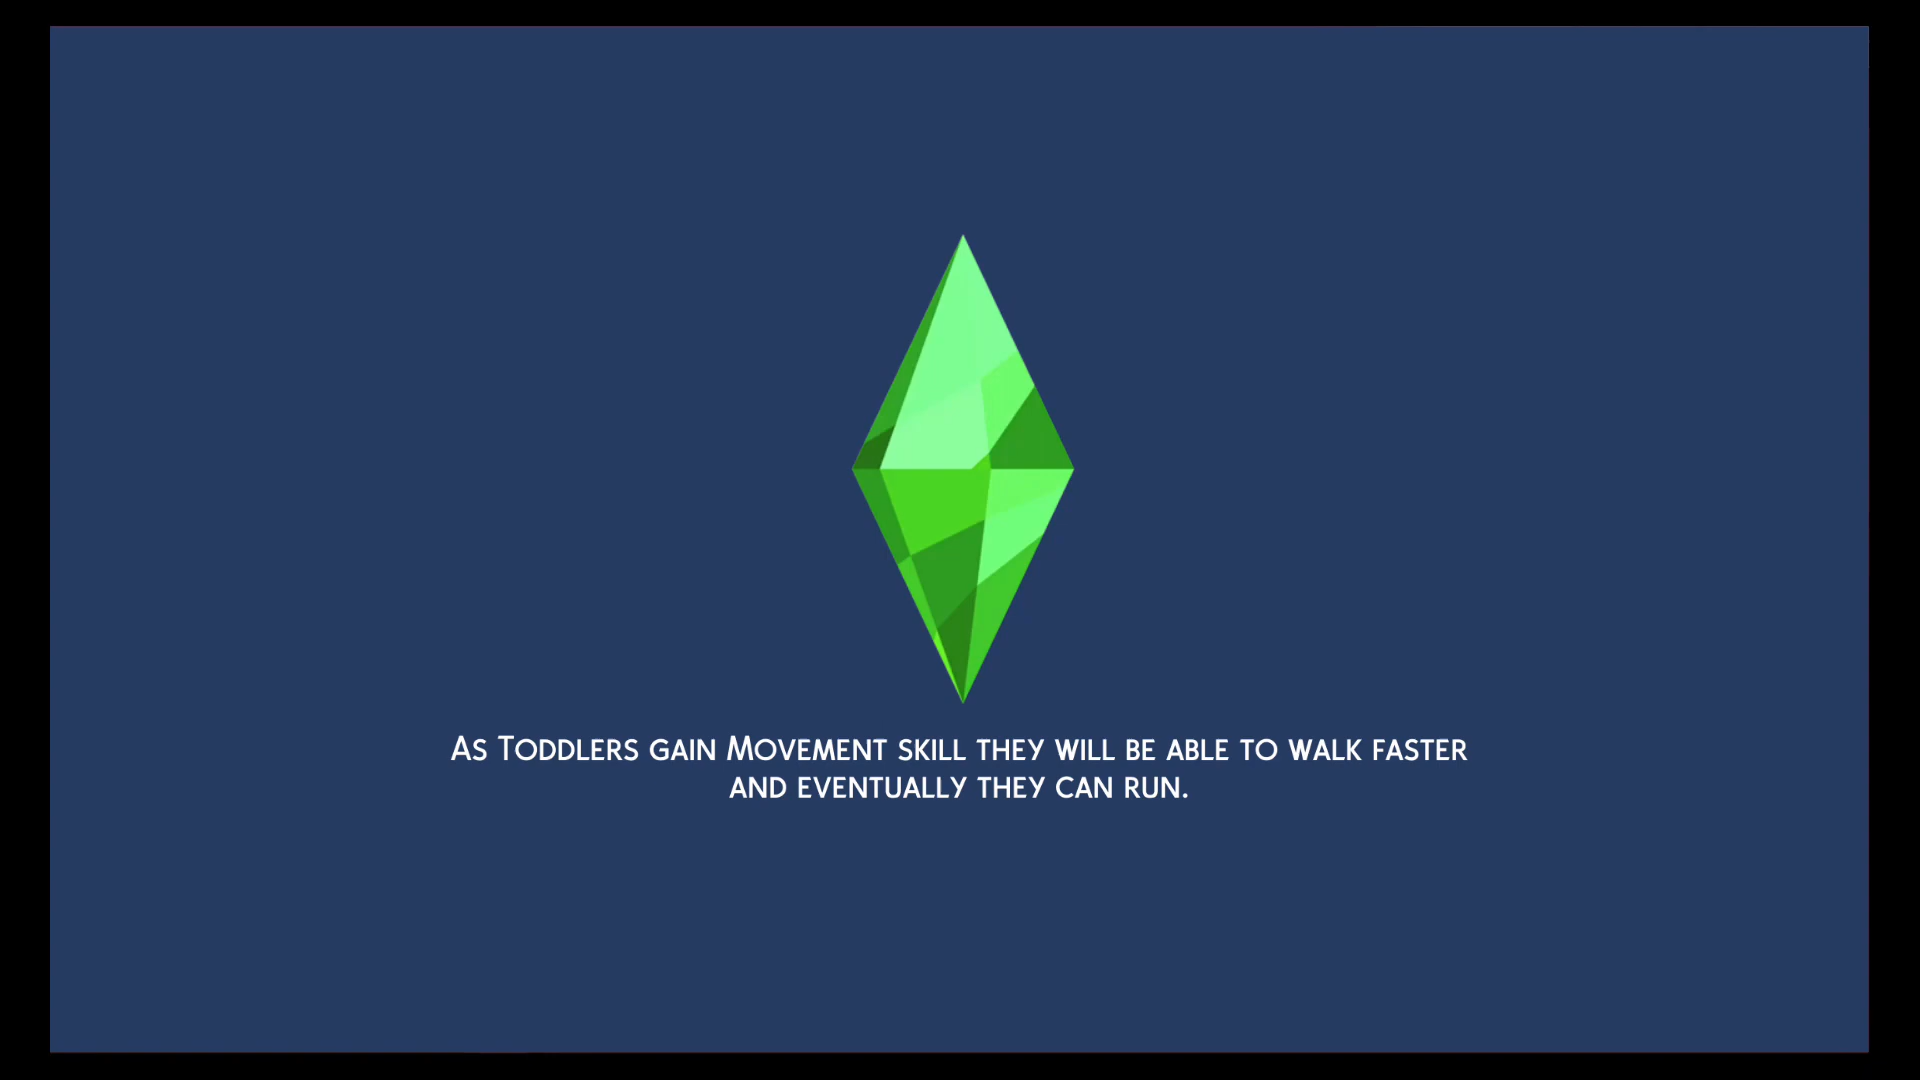 As Toddlers gain Movement skill they will be able to walk faster
and eventually they can run.